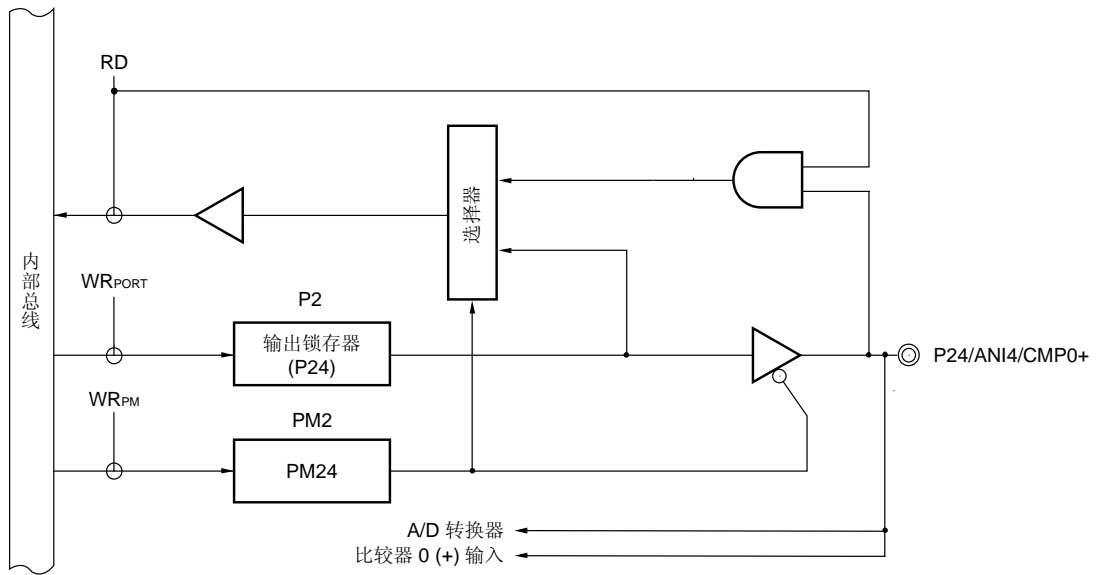 RD
选择器
内部总线
WRPORT
P2
输出锁存器
(P24)
P24/ANI4/CMP0+
WRPM
PM2
PM24
A/D 转换器
比较器 0 (+) 输入